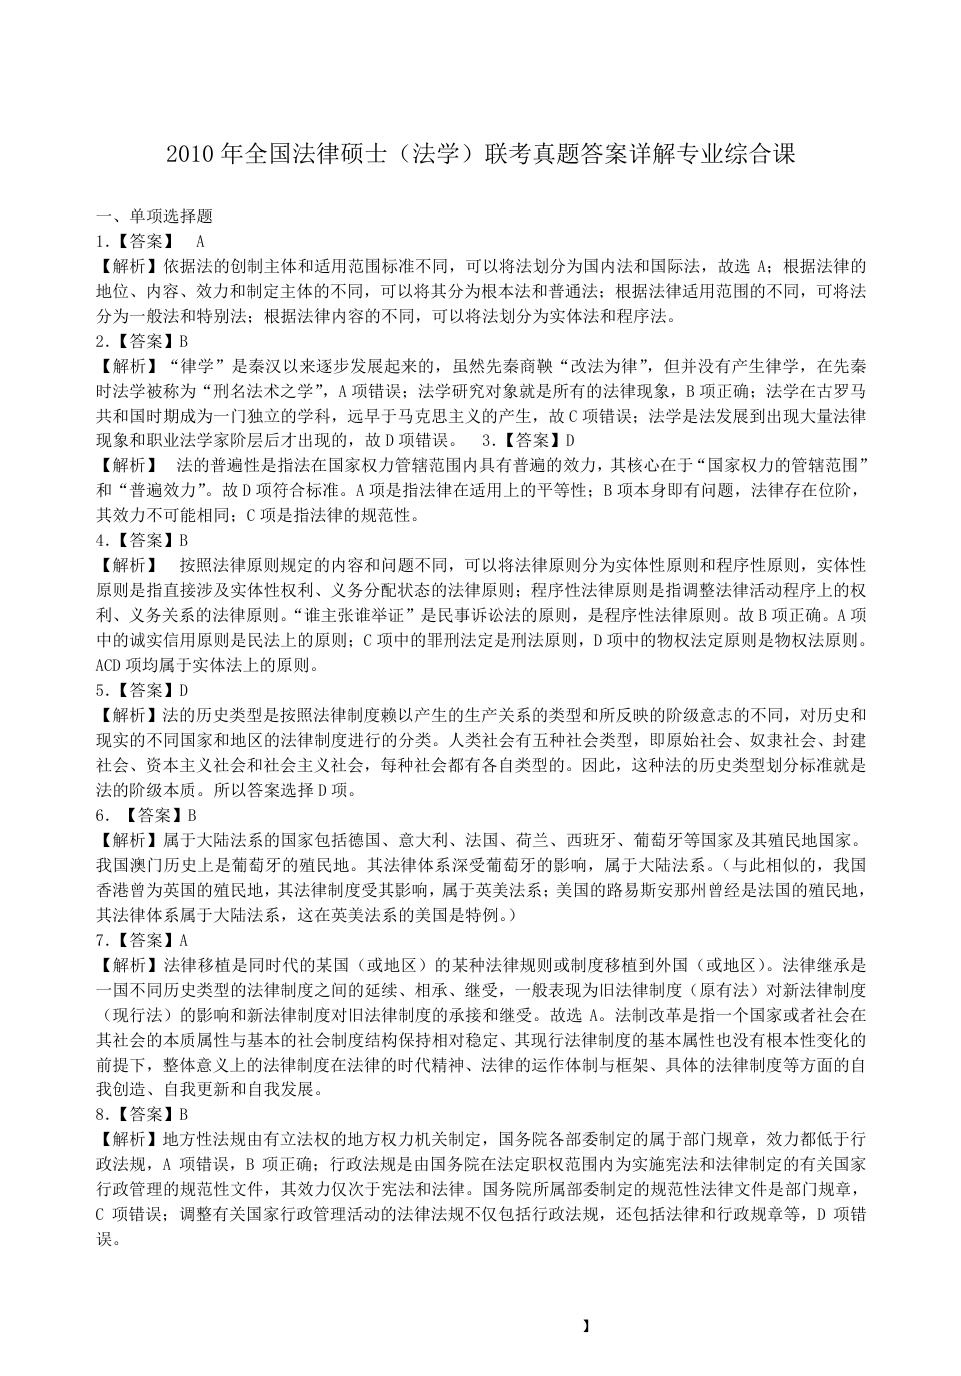 2010 年全国法律硕士（法学）联考真题答案详解专业综合课
一、单项选择题
1.【答案】 A
【解析】依据法的创制主体和适用范围标准不同，可以将法划分为国内法和国际法，故选 A；根据法律的
地位、内容、效力和制定主体的不同，可以将其分为根本法和普通法；根据法律适用范围的不同，可将法
分为一般法和特别法；根据法律内容的不同，可以将法划分为实体法和程序法。
2.【答案】B
【解析】“律学”是秦汉以来逐步发展起来的，虽然先秦商鞅“改法为律”，但并没有产生律学，在先秦
时法学被称为“刑名法术之学”，A 项错误；法学研究对象就是所有的法律现象，B 项正确；法学在古罗马
共和国时期成为一门独立的学科，远早于马克思主义的产生，故 C 项错误；法学是法发展到出现大量法律
现象和职业法学家阶层后才出现的，故 D 项错误。 3.【答案】D
【解析】 法的普遍性是指法在国家权力管辖范围内具有普遍的效力，其核心在于“国家权力的管辖范围”
和“普遍效力”。故 D 项符合标准。A 项是指法律在适用上的平等性；B 项本身即有问题，法律存在位阶，
其效力不可能相同；C 项是指法律的规范性。
4.【答案】B
【解析】 按照法律原则规定的内容和问题不同，可以将法律原则分为实体性原则和程序性原则，实体性
原则是指直接涉及实体性权利、义务分配状态的法律原则；程序性法律原则是指调整法律活动程序上的权
利、义务关系的法律原则。“谁主张谁举证”是民事诉讼法的原则，是程序性法律原则。故 B 项正确。A 项
中的诚实信用原则是民法上的原则；C 项中的罪刑法定是刑法原则，D 项中的物权法定原则是物权法原则。
ACD 项均属于实体法上的原则。
5.【答案】D
【解析】法的历史类型是按照法律制度赖以产生的生产关系的类型和所反映的阶级意志的不同，对历史和
现实的不同国家和地区的法律制度进行的分类。人类社会有五种社会类型，即原始社会、奴隶社会、封建
社会、资本主义社会和社会主义社会，每种社会都有各自类型的。因此，这种法的历史类型划分标准就是
法的阶级本质。所以答案选择 D 项。
6. 【答案】B
【解析】属于大陆法系的国家包括德国、意大利、法国、荷兰、西班牙、葡萄牙等国家及其殖民地国家。
我国澳门历史上是葡萄牙的殖民地。其法律体系深受葡萄牙的影响，属于大陆法系。（与此相似的，我国
香港曾为英国的殖民地，其法律制度受其影响，属于英美法系；美国的路易斯安那州曾经是法国的殖民地，
其法律体系属于大陆法系，这在英美法系的美国是特例。）
7.【答案】A
【解析】法律移植是同时代的某国（或地区）的某种法律规则或制度移植到外国（或地区）。法律继承是
一国不同历史类型的法律制度之间的延续、相承、继受，一般表现为旧法律制度（原有法）对新法律制度
（现行法）的影响和新法律制度对旧法律制度的承接和继受。故选 A。法制改革是指一个国家或者社会在
其社会的本质属性与基本的社会制度结构保持相对稳定、其现行法律制度的基本属性也没有根本性变化的
前提下，整体意义上的法律制度在法律的时代精神、法律的运作体制与框架、具体的法律制度等方面的自
我创造、自我更新和自我发展。
8.【答案】B
【解析】地方性法规由有立法权的地方权力机关制定，国务院各部委制定的属于部门规章，效力都低于行
政法规，A 项错误，B 项正确；行政法规是由国务院在法定职权范围内为实施宪法和法律制定的有关国家
行政管理的规范性文件，其效力仅次于宪法和法律。国务院所属部委制定的规范性法律文件是部门规章，
C 项错误；调整有关国家行政管理活动的法律法规不仅包括行政法规，还包括法律和行政规章等，D 项错
误。
】